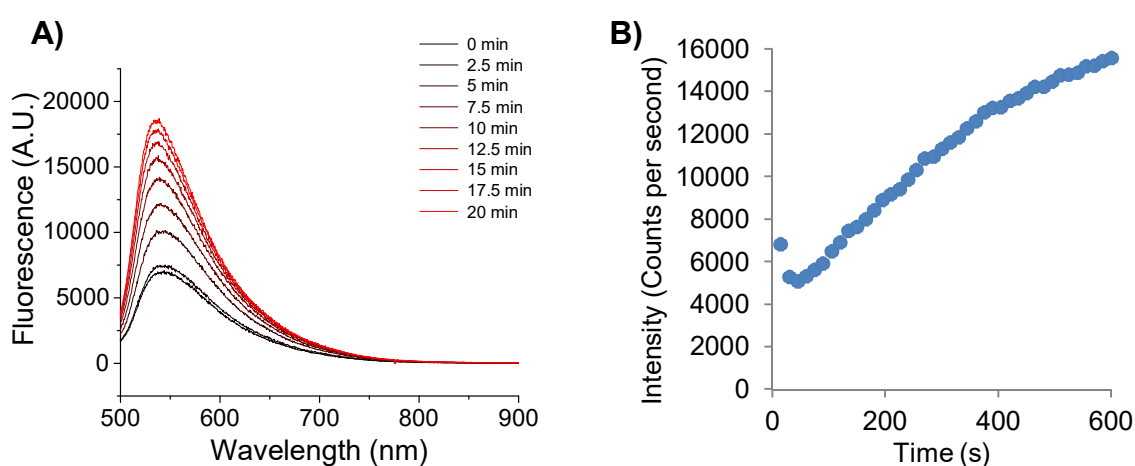 A)
0 min
2.5 min
5 min
7.5 min
10 min
12.5 min
15 min
17.5 min
20 min
Fluorescence (A.U.)
20000
15000
10000
5000
0
500
600
700
800
900
Wavelength (nm)
B)
Intensity (Counts per second)
16000
14000
12000
10000
8000
6000
4000
2000
0
0
200
400
600
Time (s)